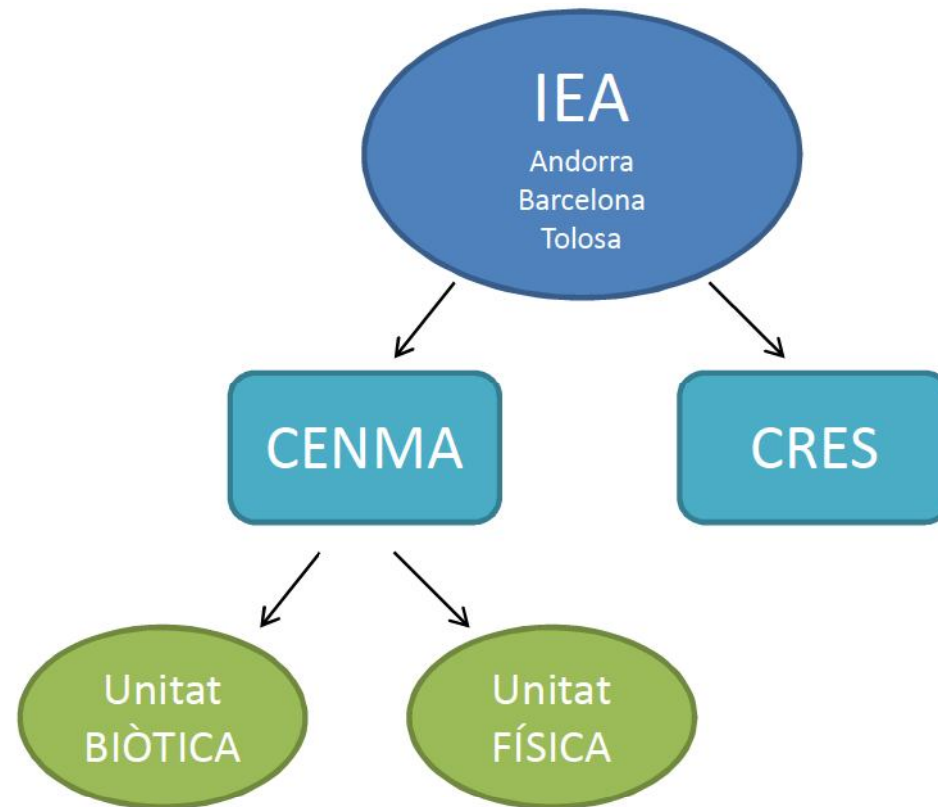 IEA
Andorra
Barcelona
Tolosa
CENMA
CRES
Unitat
BIÒTICA
Unitat
FÍSICA